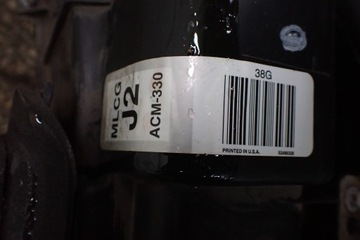 MLCG
J2
ACM-330
38G
PRINTED IN U.S.A.